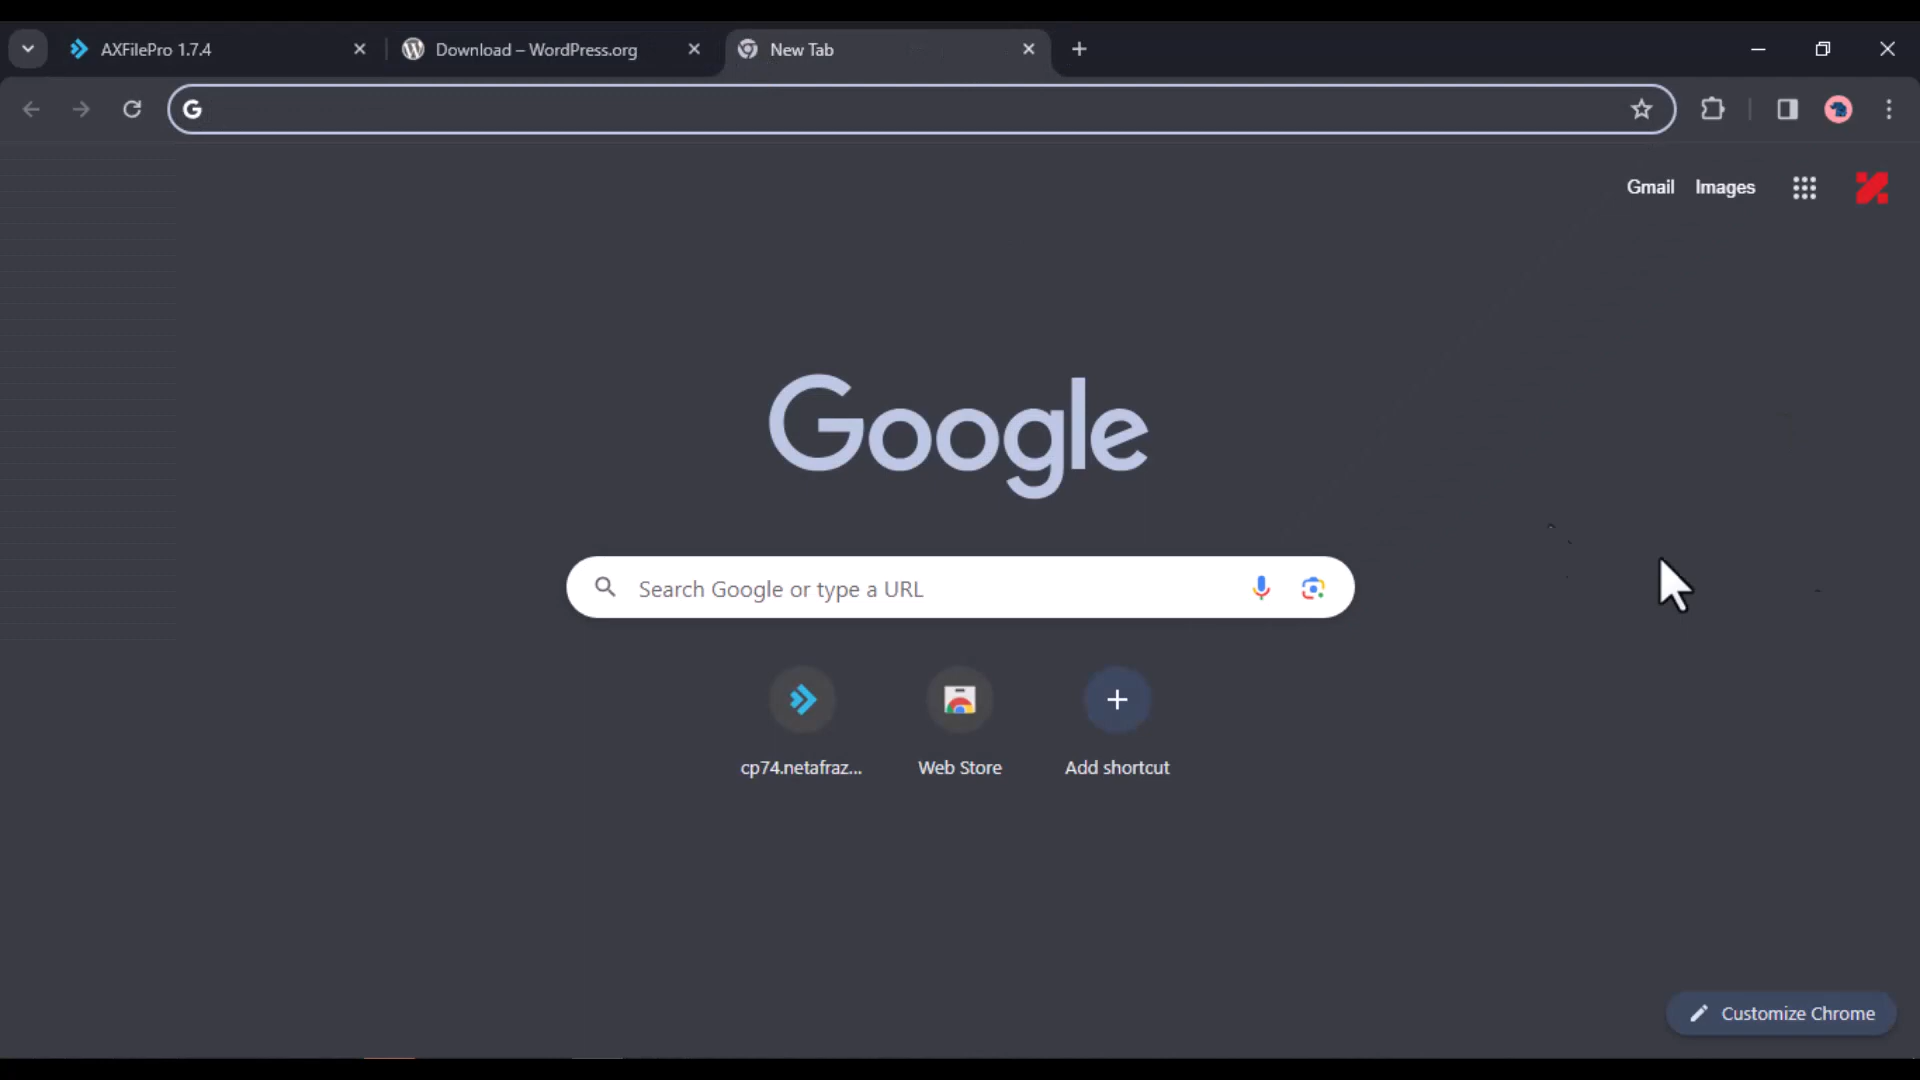 AXFilePro 1.7.4
Download – WordPress.org
New Tab
Gmail Images
Google
Search Google or type a URL
cp74.netafraz...
Web Store
Add shortcut
Customize Chrome